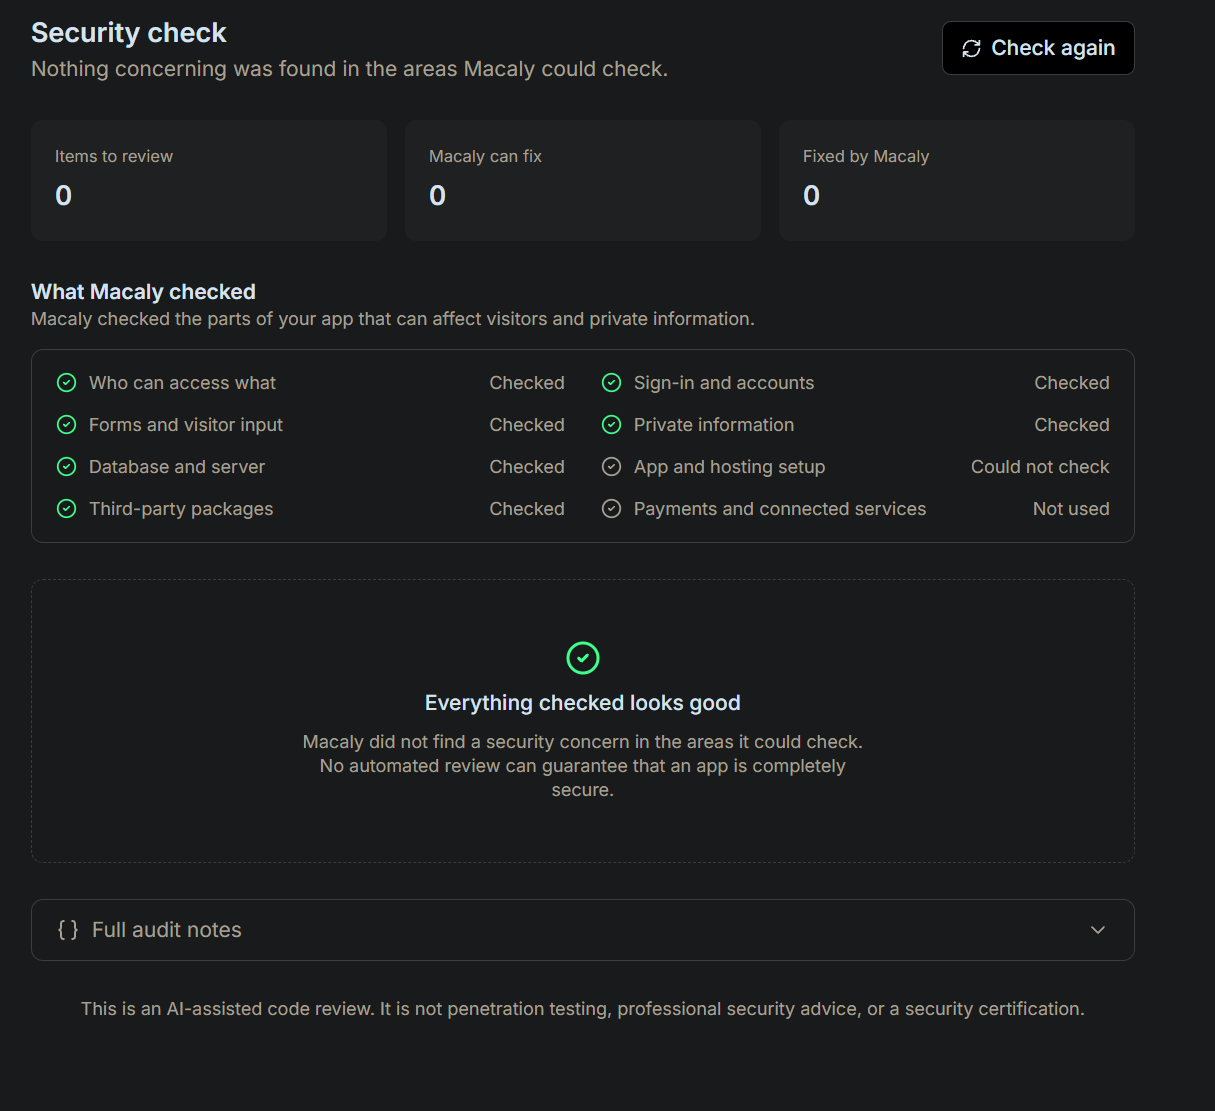 Security check
Check again
Nothing concerning was found in the areas Macaly could check.
Items to review
0
Macaly can fix
0
Fixed by Macaly
0
What Macaly checked
Macaly checked the parts of your app that can affect visitors and private information.
Who can access what Checked
Sign-in and accounts Checked
Forms and visitor input Checked
Private information Checked
Database and server Checked
App and hosting setup Could not check
Third-party packages Checked
Payments and connected services Not used
Everything checked looks good
Macaly did not find a security concern in the areas it could check.
No automated review can guarantee that an app is completely
secure.
{ } Full audit notes
This is an AI-assisted code review. It is not penetration testing, professional security advice, or a security certification.